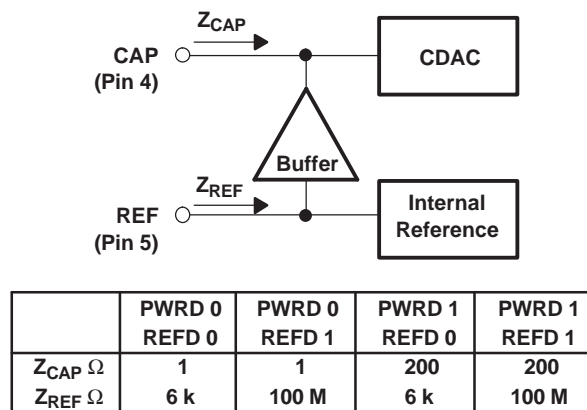 Z_CAP
CAP
(Pin 4)
CDAC
Buffer
Z_REF
REF
(Pin 5)
Internal
Reference
PWRD 0 PWRD 0 PWRD 1 PWRD 1
REFD 0 REFD 1 REFD 0 REFD 1
Z_CAP Ω 1 1 200 200
Z_REF Ω 6 k 100 M 6 k 100 M